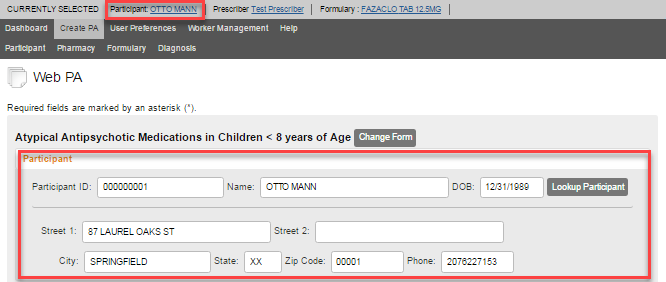 CURRENTLY SELECTED Participant: OTTO MANN Prescriber Test Prescriber Formulary : FAZACLO TAB 12.5MG
Dashboard Create PA User Preferences Worker Management Help
Participant Pharmacy Formulary Diagnosis
Web PA
Required fields are marked by an asterisk (*).
Atypical Antipsychotic Medications in Children < 8 years of Age Change Form
Participant
Participant ID: 000000001 Name: OTTO MANN DOB: 12/31/1989 Lookup Participant
Street 1: 87 LAUREL OAKS ST Street 2:
City: SPRINGFIELD State: XX Zip Code: 00001 Phone: 2076227153